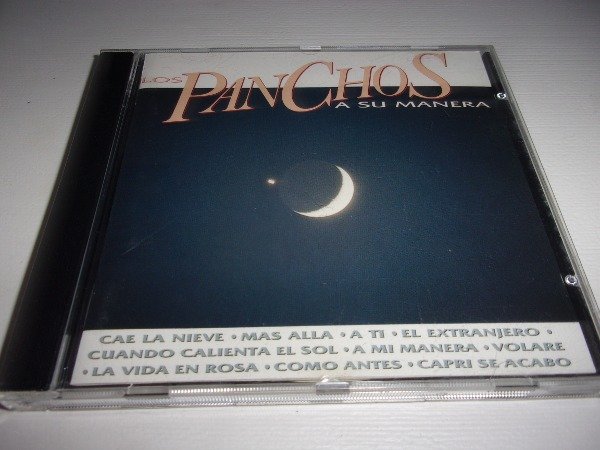 LOS PANCHOS
A SU MANERA
CAE LA NIEVE • MAS ALLA • A TI • EL EXTRANJERO •
CUANDO CALIENTA EL SOL • A MI MANERA • VOLARE
• LA VIDA EN ROSA • COMO ANTES • CAPRI SE ACABO